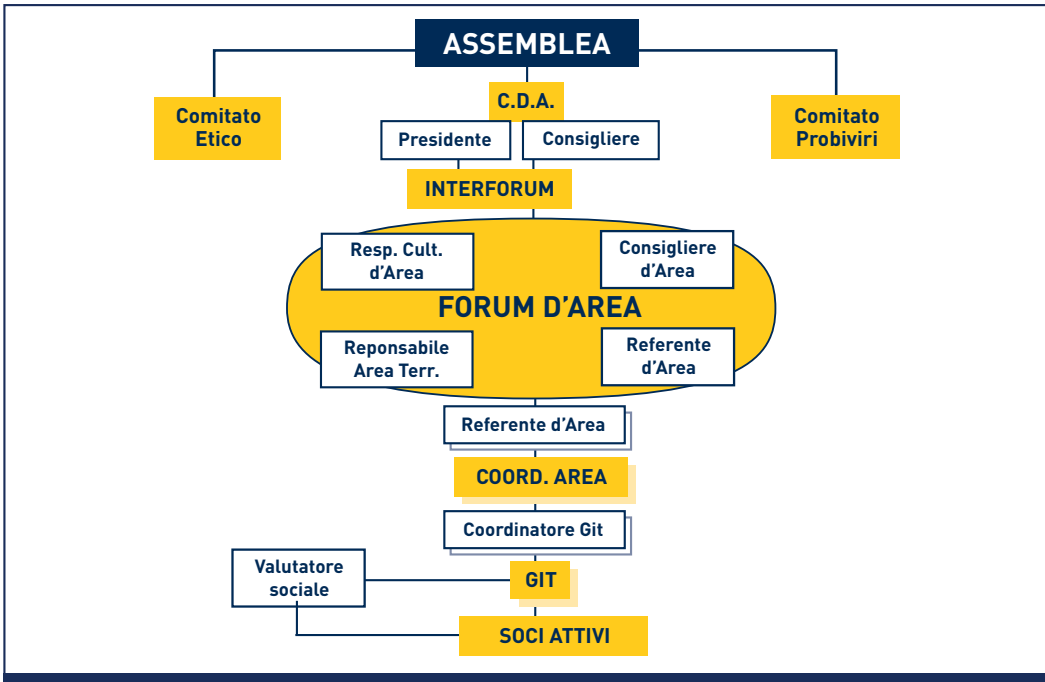 ASSEMBLEA
Comitato
Etico
C.D.A.
Comitato
Probiviri
Presidente
Consigliere
INTERFORUM
Resp. Cult.
d'Area
Consigliere
d'Area
FORUM D'AREA
Reponsabile
Area Terr.
Referente
d'Area
Referente d'Area
COORD. AREA
Coordinatore Git
Valutatore
sociale
GIT
SOCI ATTIVI